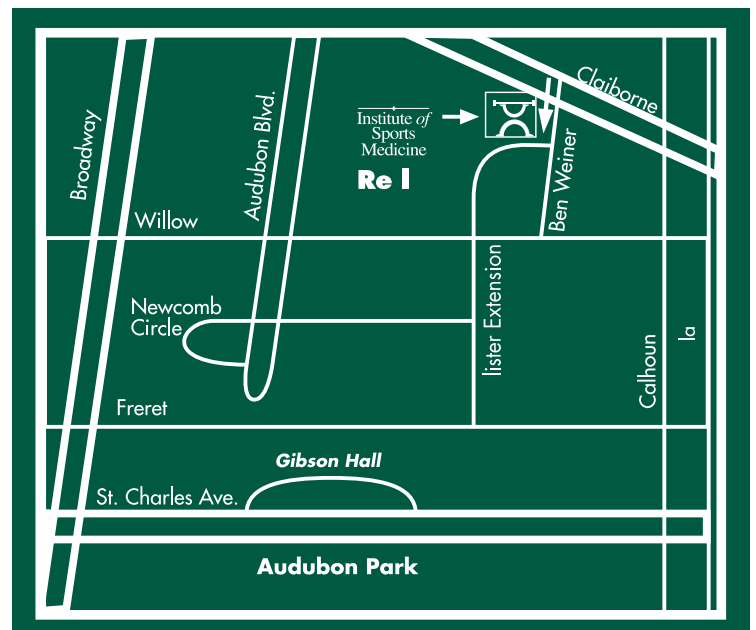 Claiborne
Broadway
Audubon Blvd.
Institute of
Sports
Medicine
Re l
Ben Weiner
Willow
Newcomb
Circle
lister Extension
Calhoun
la
Freret
Gibson Hall
St. Charles Ave.
Audubon Park